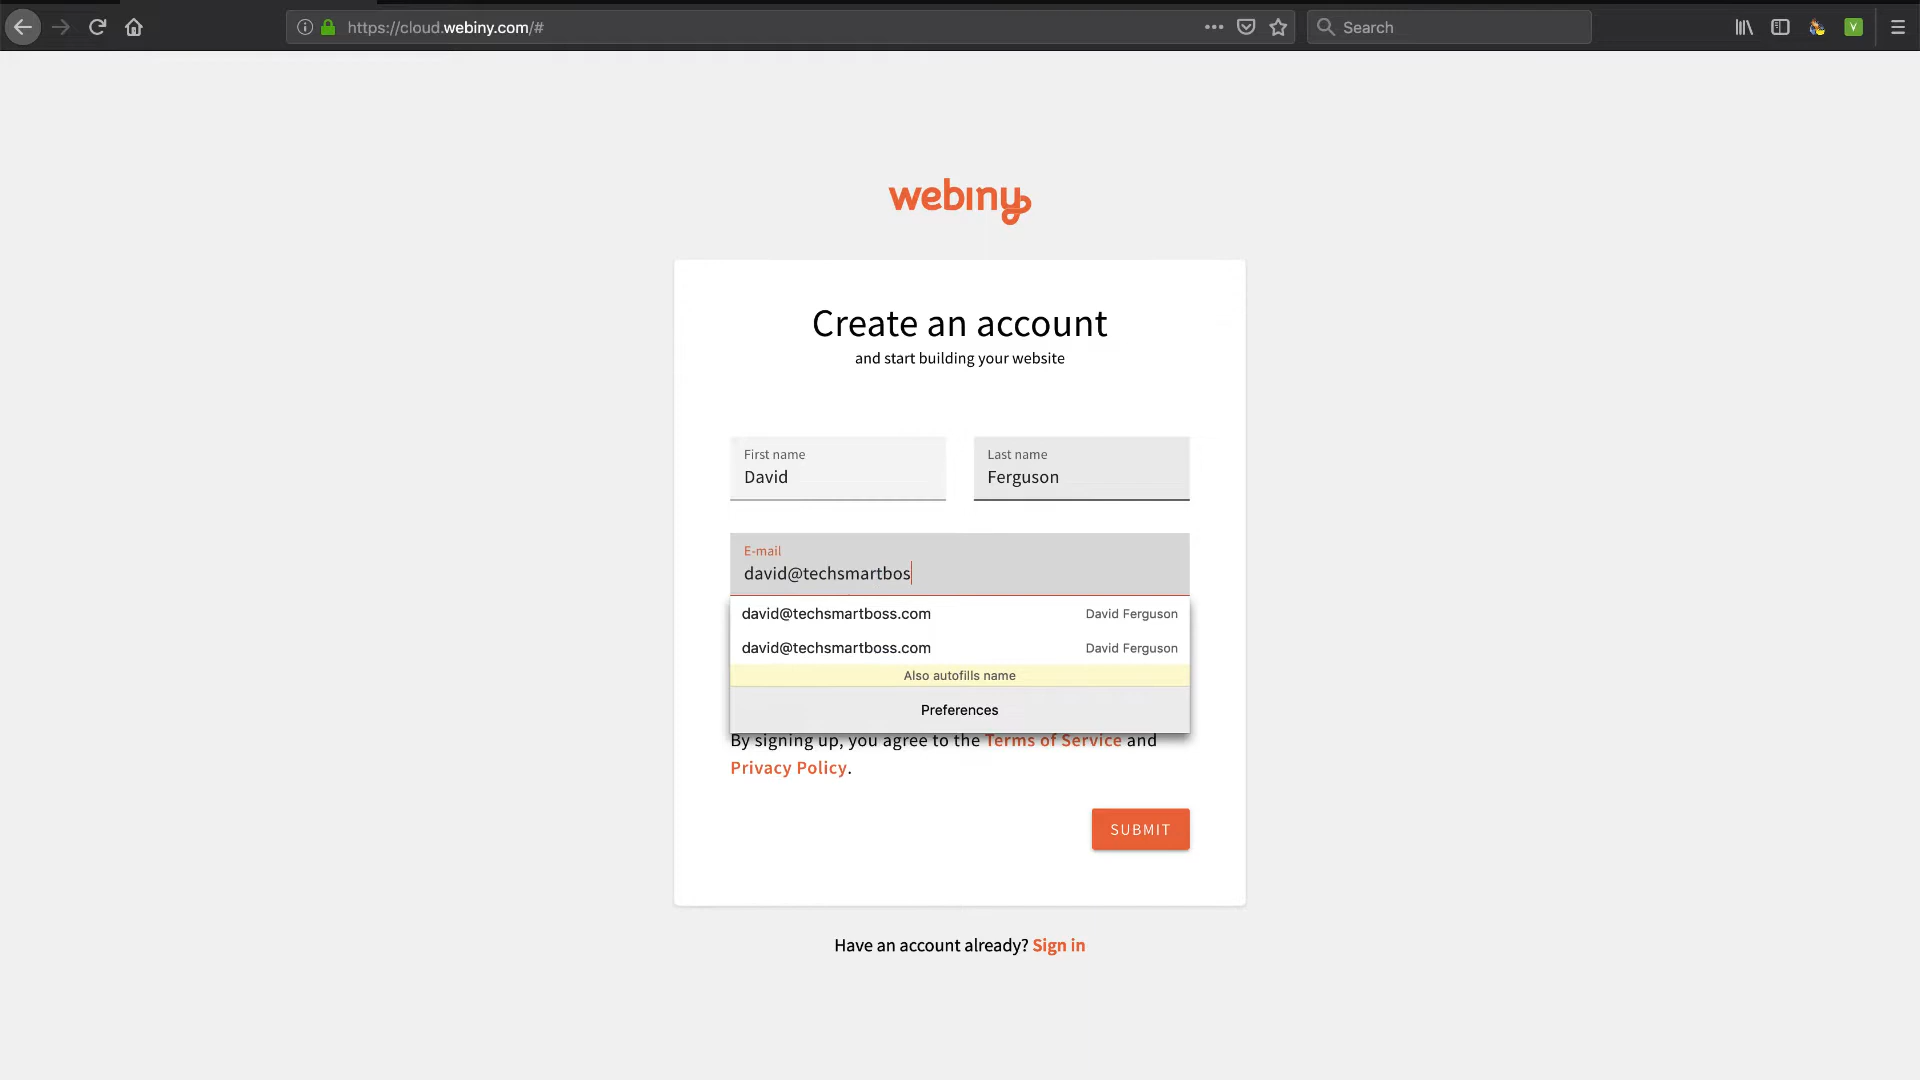 https://cloud.webiny.com/#
Search
webiny
Create an account
and start building your website
First name
David
Last name
Ferguson
E-mail
david@techsmartbos
david@techsmartboss.com David Ferguson
david@techsmartboss.com David Ferguson
Also autofills name
Preferences
By signing up, you agree to the Terms of Service and
Privacy Policy.
SUBMIT
Have an account already? Sign in